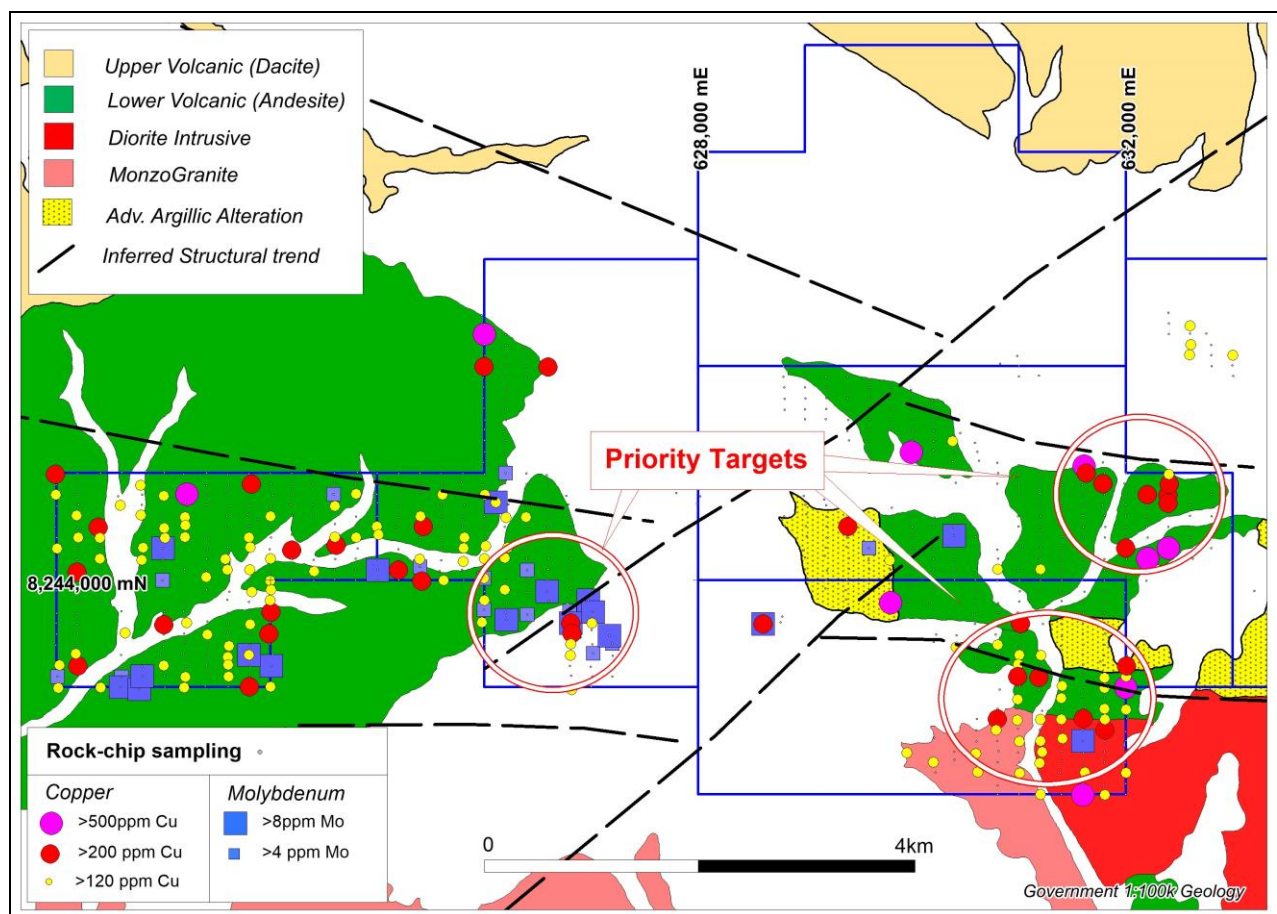 Upper Volcanic (Dacite)
Lower Volcanic (Andesite)
Diorite Intrusive
MonzoGranite
Adv. Argillic Alteration
Inferred Structural trend
628,000 mE
632,000 mE
Priority Targets
8,244,000 mN
Rock-chip sampling
Copper
Molybdenum
>500ppm Cu
>8ppm Mo
>200 ppm Cu
>4 ppm Mo
>120 ppm Cu
0
4km
Government 1:100k Geology